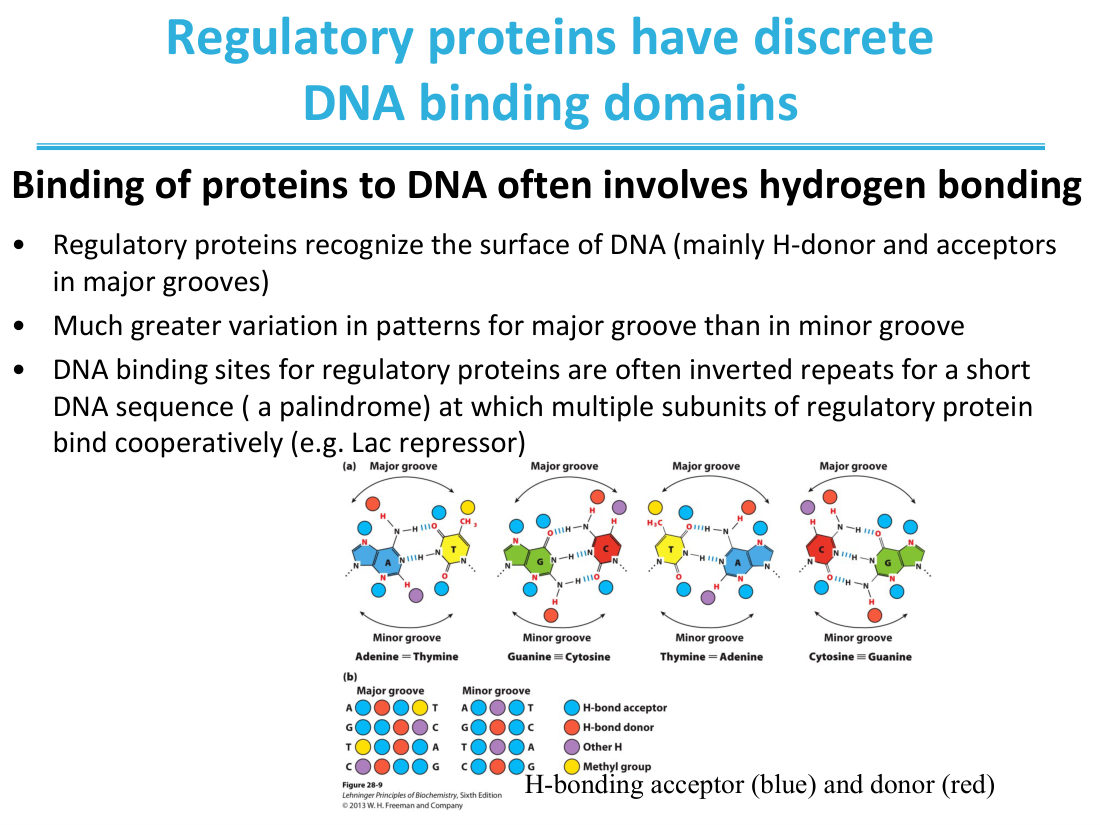 Regulatory proteins have discrete
DNA binding domains
Binding of proteins to DNA often involves hydrogen bonding
• Regulatory proteins recognize the surface of DNA (mainly H-donor and acceptors
in major grooves)
• Much greater variation in patterns for major groove than in minor groove
• DNA binding sites for regulatory proteins are often inverted repeats for a short
DNA sequence ( a palindrome) at which multiple subunits of regulatory protein
bind cooperatively (e.g. Lac repressor)
(a) Major groove Major groove Major groove Major groove
H H H H
CH3 H3C H
N H O O H N O H N N H O
N N N N
A T G C T A C G
N H N N H N N H N N H N
N N N N
H O N H O O H O H N
H H
Minor groove Minor groove Minor groove Minor groove
Adenine = Thymine Guanine ≡ Cytosine Thymine = Adenine Cytosine ≡ Guanine
(b)
Major groove Minor groove
A T A T H-bond acceptor
G C G C H-bond donor
T A T A Other H
C G C G Methyl group
Figure 28-9
Lehninger Principles of Biochemistry, Sixth Edition
© 2013 W. H. Freeman and Company
H-bonding acceptor (blue) and donor (red)